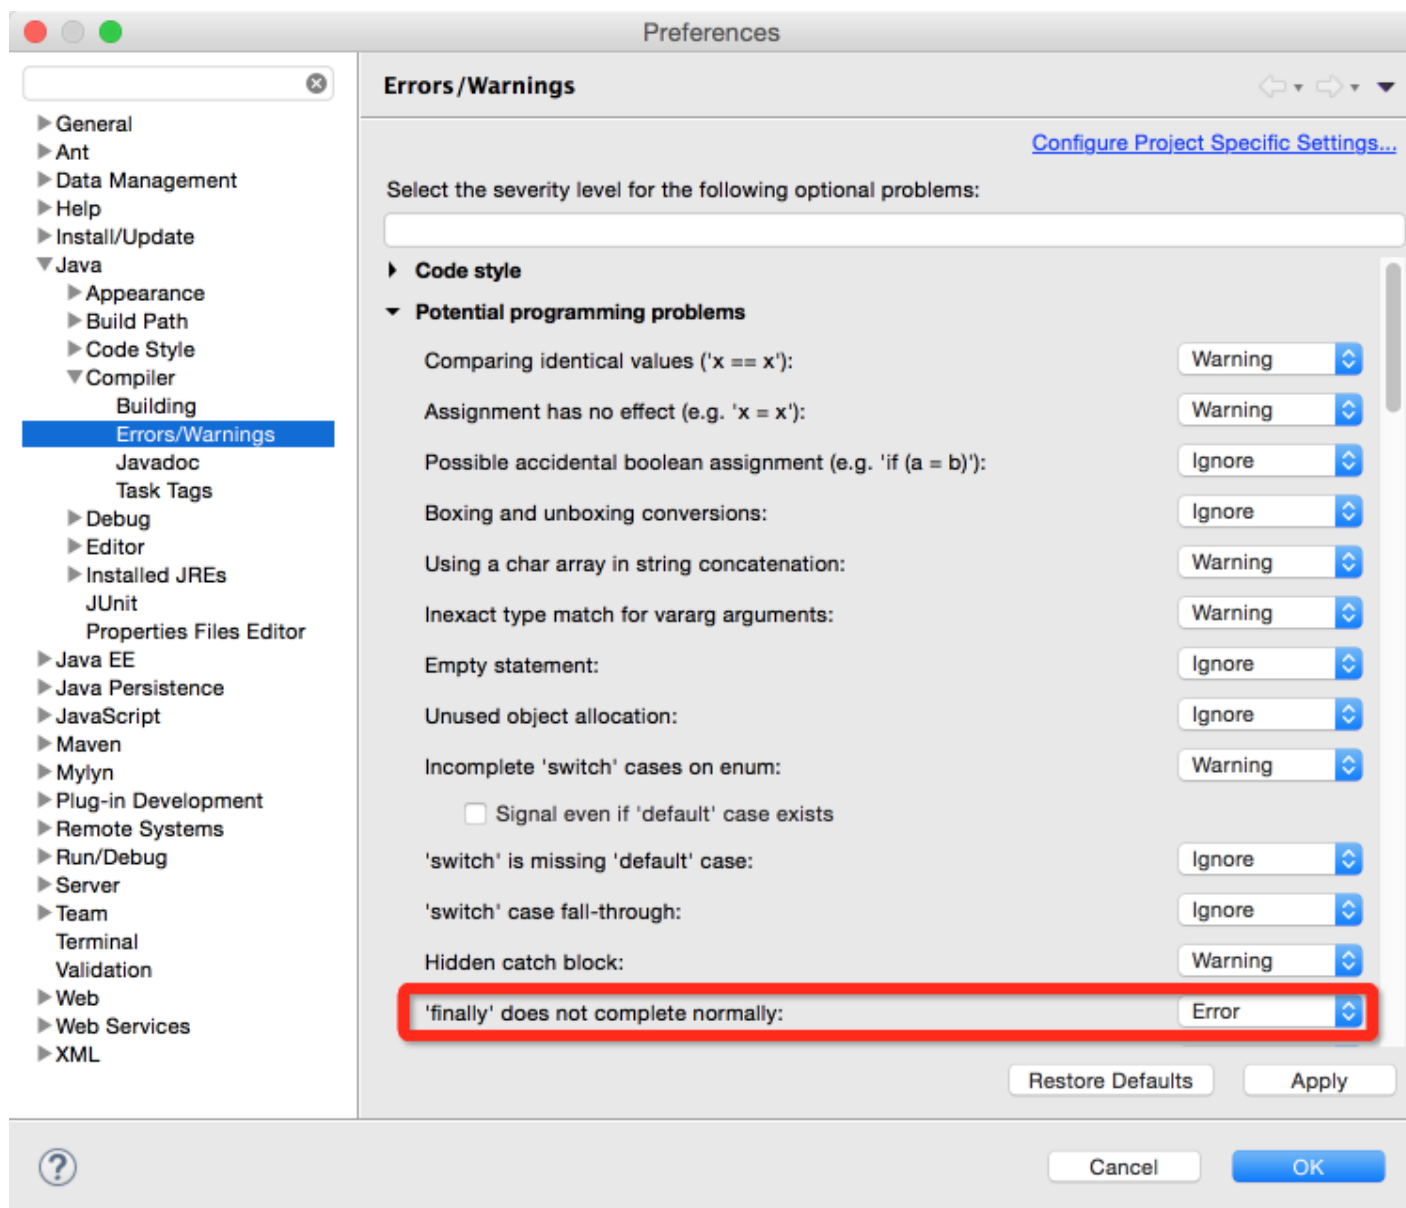 Preferences
Errors/Warnings
Configure Project Specific Settings...
General
Ant
Data Management
Help
Install/Update
Java
Appearance
Build Path
Code Style
Compiler
Building
Errors/Warnings
Javadoc
Task Tags
Debug
Editor
Installed JREs
JUnit
Properties Files Editor
Java EE
Java Persistence
JavaScript
Maven
Mylyn
Plug-in Development
Remote Systems
Run/Debug
Server
Team
Terminal
Validation
Web
Web Services
XML
Select the severity level for the following optional problems:
Code style
Potential programming problems
Comparing identical values ('x == x'): Warning
Assignment has no effect (e.g. 'x = x'): Warning
Possible accidental boolean assignment (e.g. 'if (a = b)'): Ignore
Boxing and unboxing conversions: Ignore
Using a char array in string concatenation: Warning
Inexact type match for vararg arguments: Warning
Empty statement: Ignore
Unused object allocation: Ignore
Incomplete 'switch' cases on enum: Warning
Signal even if 'default' case exists
'switch' is missing 'default' case: Ignore
'switch' case fall-through: Ignore
Hidden catch block: Warning
'finally' does not complete normally: Error
Restore Defaults Apply
? Cancel OK